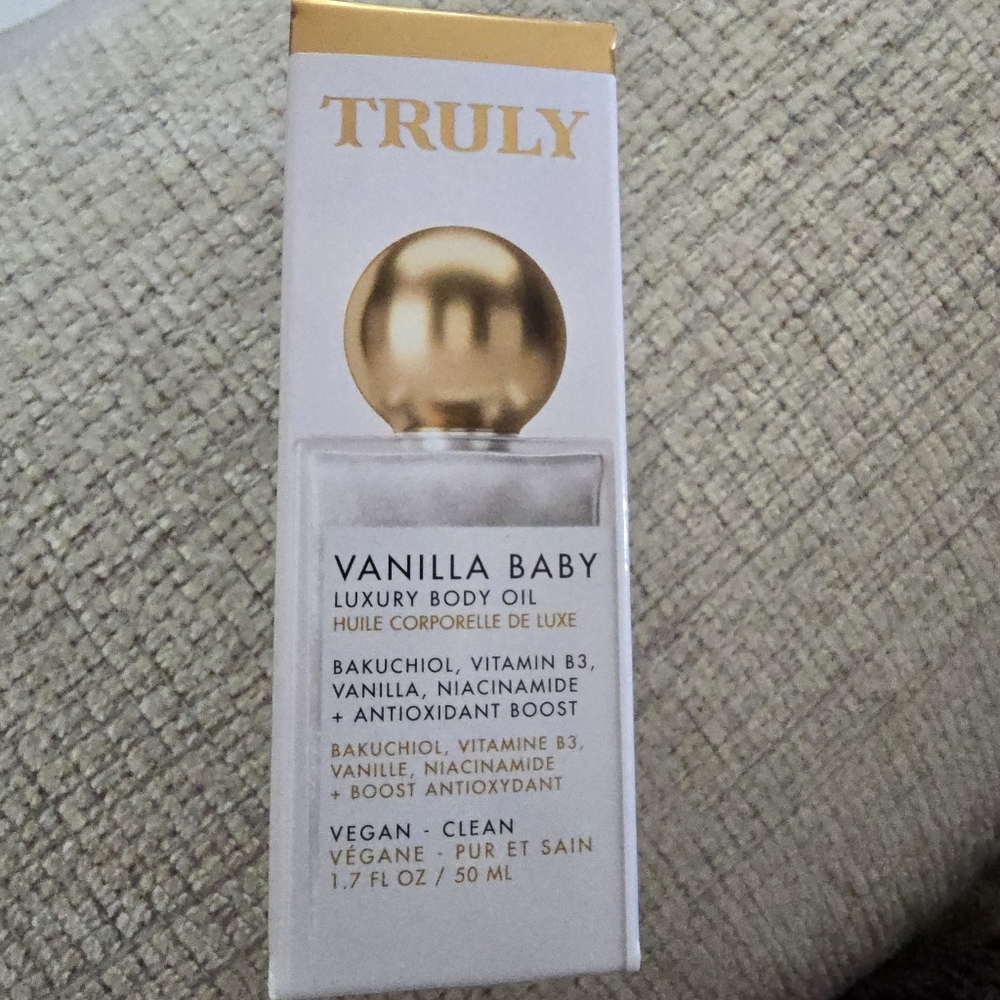 TRULY
VANILLA BABY
LUXURY BODY OIL
HUILE CORPORELLE DE LUXE
BAKUCHIOL, VITAMIN B3,
VANILLA, NIACINAMIDE
+ ANTIOXIDANT BOOST
BAKUCHIOL, VITAMINE B3,
VANILLE, NIACINAMIDE
+ BOOST ANTIOXYDANT
VEGAN - CLEAN
VÉGANE - PUR ET SAIN
1.7 FL OZ / 50 ML